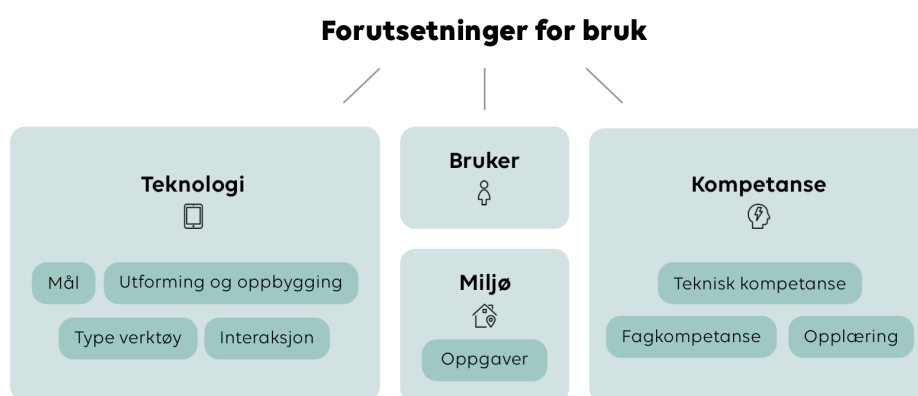 Forutsetninger for bruk
Teknologi
Mål
Utforming og oppbygging
Type verktøy
Interaksjon
Bruker
Miljø
Oppgaver
Kompetanse
Teknisk kompetanse
Fagkompetanse
Opplæring